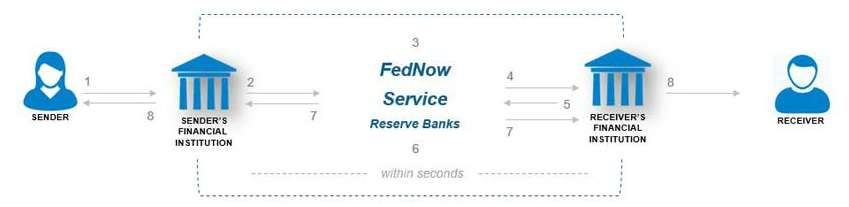 3
1
2
FedNow
4
8
Service
5
8
7
Reserve Banks
7
SENDER
SENDER'S
FINANCIAL
INSTITUTION
RECEIVER'S
FINANCIAL
INSTITUTION
RECEIVER
6
within seconds